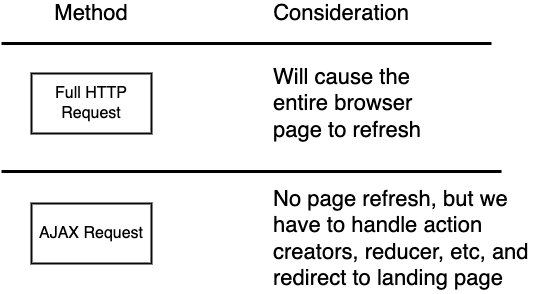 Method
Consideration
Full HTTP
Request
Will cause the
entire browser
page to refresh
AJAX Request
No page refresh, but we
have to handle action
creators, reducer, etc, and
redirect to landing page